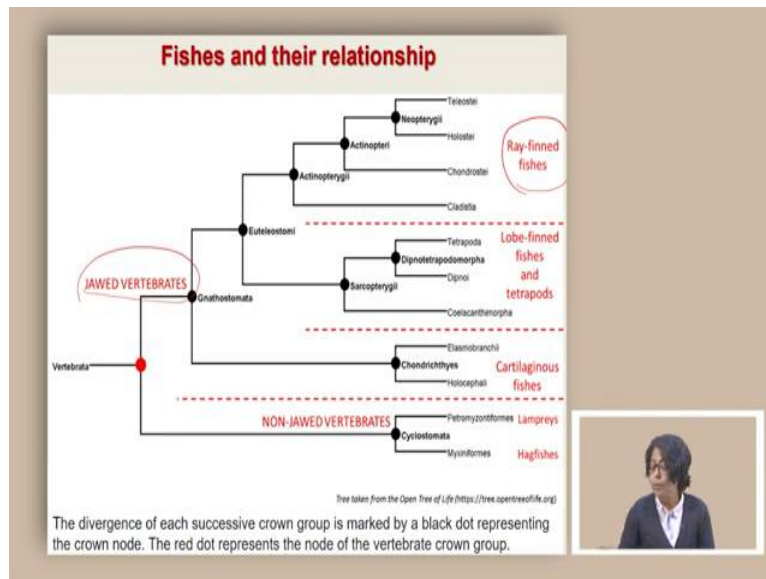 Fishes and their relationship
Teleostei
Neopterygii
Holostei
Actinopteri
Ray-finned
fishes
Chondrostei
Actinopterygii
Cladistia
Euteleostomi
Tetrapoda
Lobe-finned
fishes
and
tetrapods
Dipnotetrapodomorpha
Dipnoi
Sarcopterygii
Coelacanthimorpha
JAWED VERTEBRATES
Gnathostomata
Elasmobranchii
Chondrichthyes
Cartilaginous
fishes
Holocephali
Vertebrata
NON-JAWED VERTEBRATES
Petromyzontiformes Lampreys
Cyclostomata
Myxiniformes Hagfishes
Tree taken from the Open Tree of Life (https://tree.opentreeoflife.org)
The divergence of each successive crown group is marked by a black dot representing
the crown node. The red dot represents the node of the vertebrate crown group.